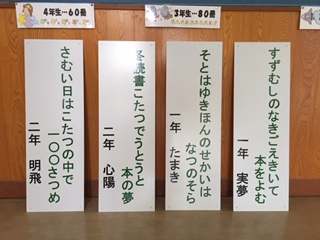 4年生…60冊
3年生…80冊
すずむしのなきごえきいて
本をよむ
一年　実夢
そとはゆきほんのせかいは
なつのそら
一年　たまき
冬読書こたつでうとうと
本の夢
二年　心陽
さむい日はこたつの中で
一〇〇さつめ
二年　明飛